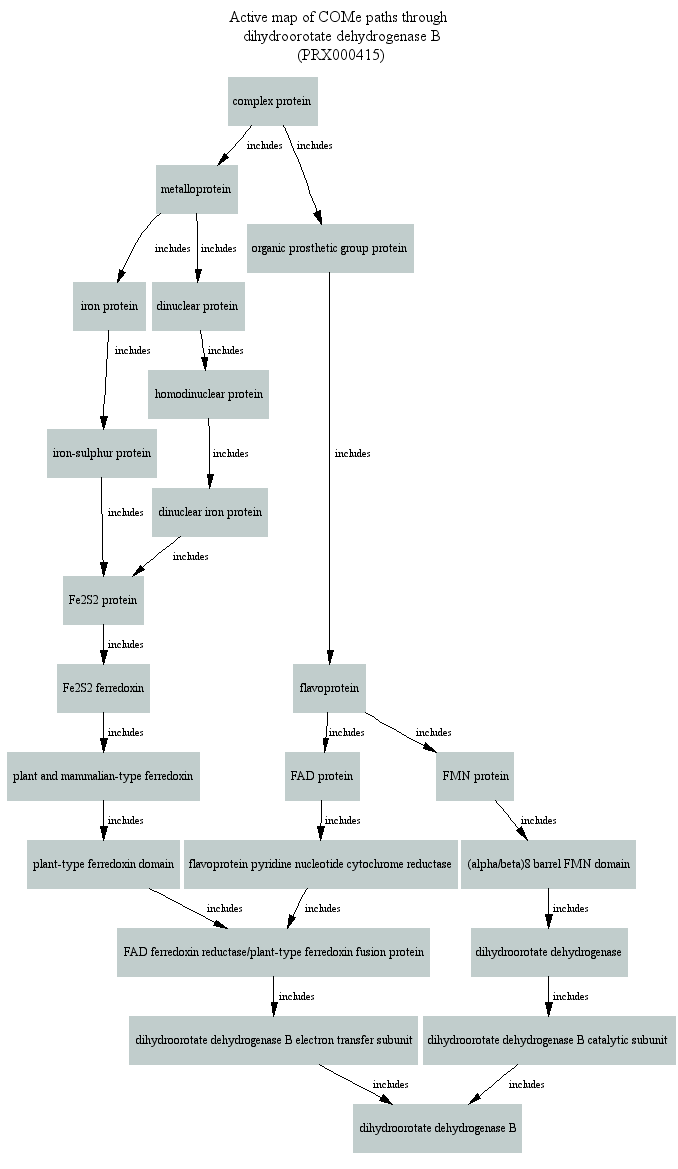 Active map of COMe paths through
dihydroorotate dehydrogenase B
(PRX000415)
complex protein
includes
includes
metalloprotein
organic prosthetic group protein
includes
includes
iron protein
dinuclear protein
includes
includes
homodinuclear protein
iron-sulphur protein
includes
includes
dinuclear iron protein
includes
includes
Fe2S2 protein
includes
Fe2S2 ferredoxin
flavoprotein
includes
includes
includes
plant and mammalian-type ferredoxin
FAD protein
FMN protein
includes
includes
includes
plant-type ferredoxin domain
flavoprotein pyridine nucleotide cytochrome reductase
(alpha/beta)8 barrel FMN domain
includes
includes
includes
FAD ferredoxin reductase/plant-type ferredoxin fusion protein
dihydroorotate dehydrogenase
includes
includes
dihydroorotate dehydrogenase B electron transfer subunit
dihydroorotate dehydrogenase B catalytic subunit
includes
includes
dihydroorotate dehydrogenase B